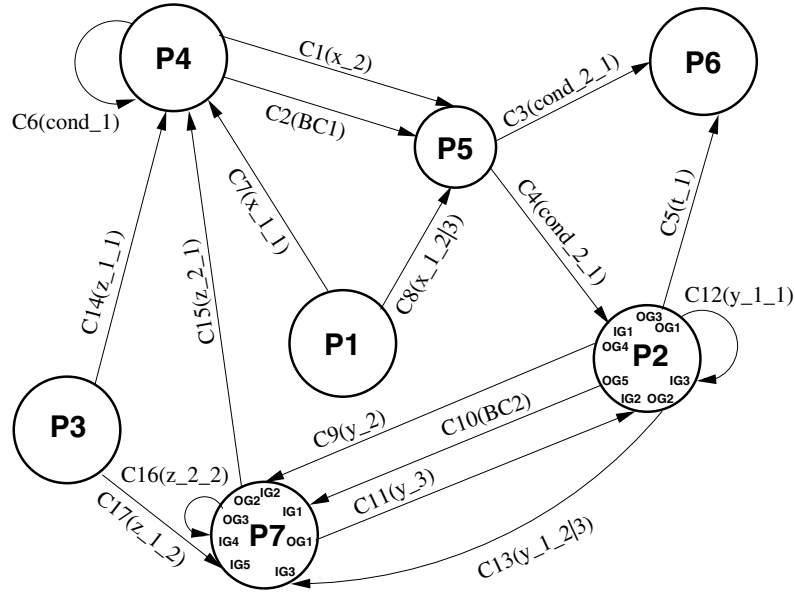 P4
C1(x_2)
P6
C6(cond_1)
C2(BC1)
C3(cond_2_1)
P5
C7(x_1_1)
C4(cond_2_1)
C5(t_1)
C8(x_1_2|3)
C14(z_1_1)
C15(z_2_1)
C12(y_1_1)
P1
OG3
IG1
OG1
OG4
P2
OG5
IG3
IG2
OG2
P3
C9(y_2)
C10(BC2)
C16(z_2_2)
C11(y_3)
C17(z_1_2)
OG2
IG2
IG1
OG3
P7
IG4
OG1
IG5
IG3
C13(y_1_2|3)